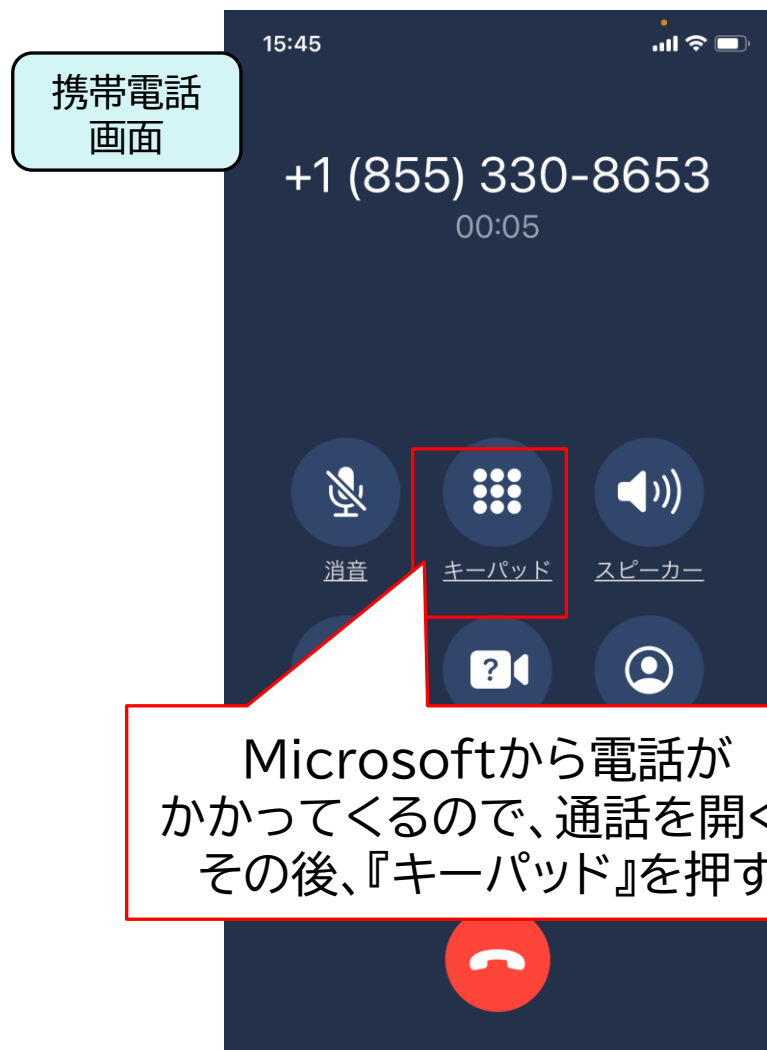 15:45
携帯電話
画面
+1 (855) 330-8653
00:05
消音
キーパッド
スピーカー
?
Microsoftから電話が
かかってくるので、通話を開く
その後、『キーパッド』を押す